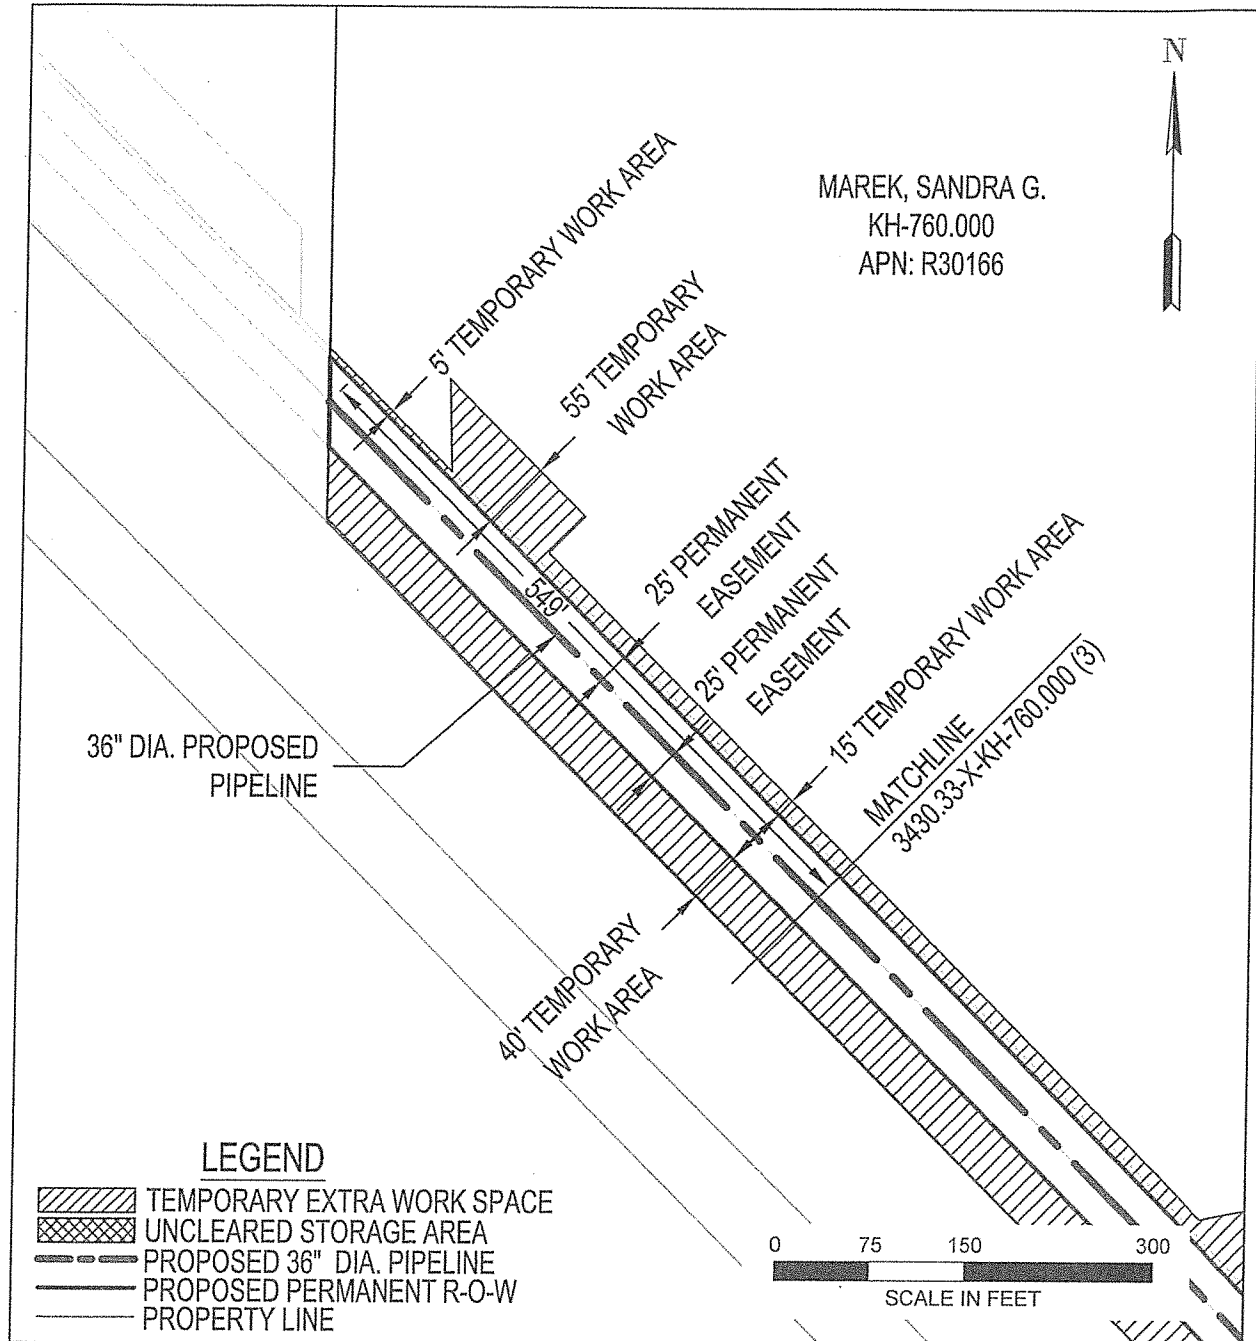 N
MAREK, SANDRA G.
KH-760.000
APN: R30166
5' TEMPORARY WORK AREA
55' TEMPORARY
WORK AREA
25' PERMANENT
EASEMENT
25' PERMANENT
EASEMENT
15' TEMPORARY WORK AREA
MATCHLINE
3430.33-X-KH-760.000 (3)
549'
36" DIA. PROPOSED
PIPELINE
40' TEMPORARY
WORK AREA
LEGEND
TEMPORARY EXTRA WORK SPACE
UNCLEARED STORAGE AREA
PROPOSED 36" DIA. PIPELINE
PROPOSED PERMANENT R-O-W
PROPERTY LINE
0 75 150 300
SCALE IN FEET